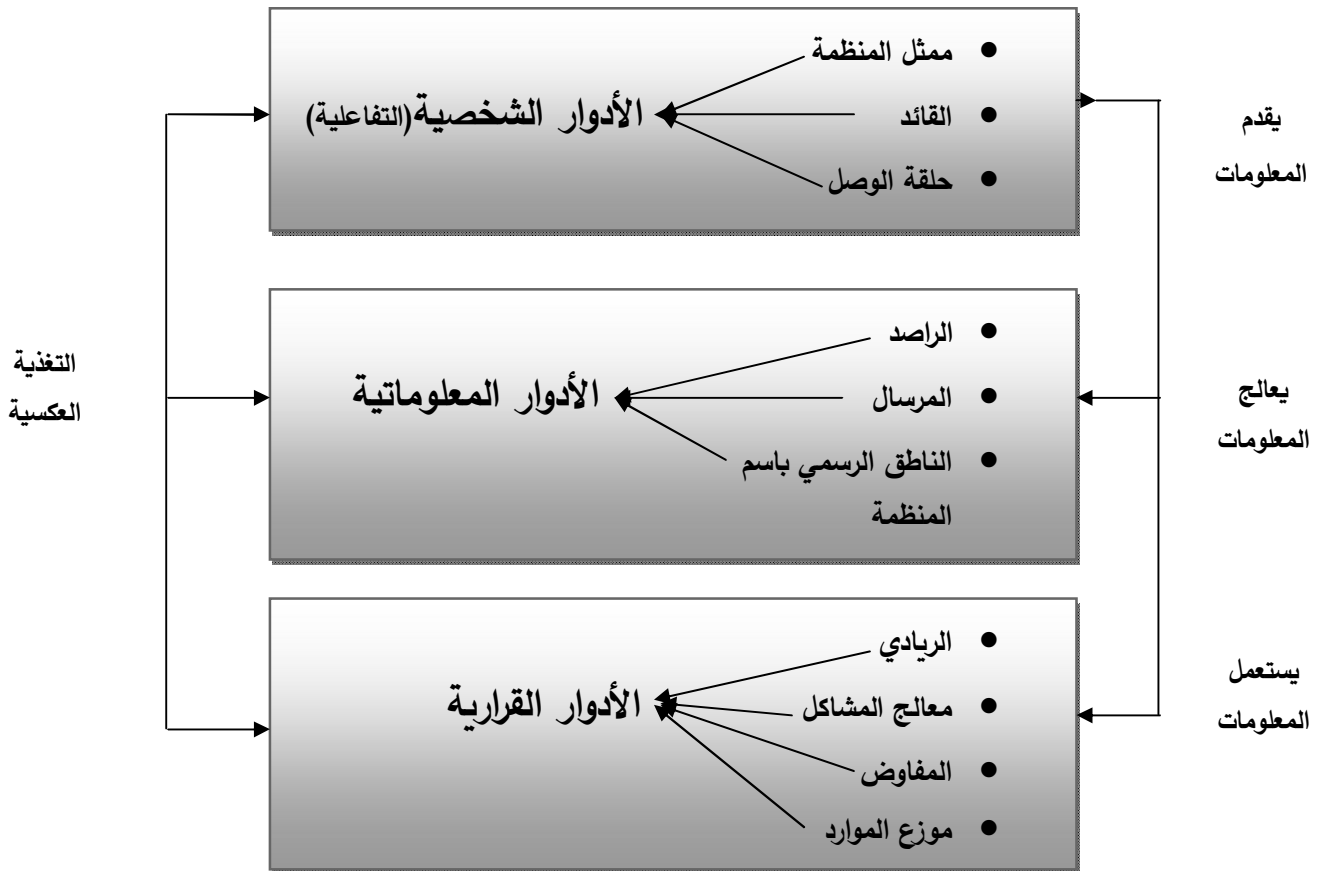 ممثل المنظمة
القائد
حلقة الوصل
الأدوار الشخصية(التفاعلية)
يقدم
المعلومات
الراصد
المرسال
الناطق الرسمي باسم
المنظمة
الأدوار المعلوماتية
يعالج
المعلومات
التغذية
العكسية
الريادي
معالج المشاكل
المفاوض
موزع الموارد
الأدوار القرارية
يستعمل
المعلومات